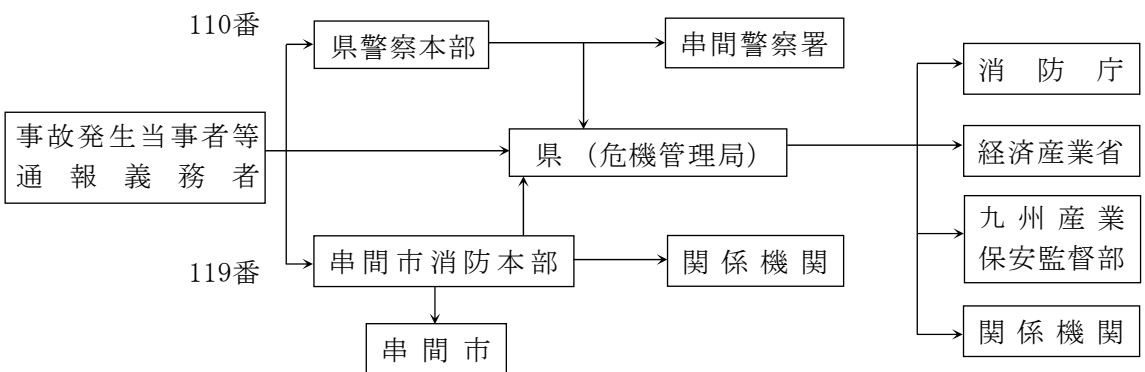 110番
県警察本部
串間警察署
消防庁
事故発生当事者等
通報義務者
県（危機管理局）
経済産業省
九州産業
保安監督部
119番
串間市消防本部
関係機関
関係機関
串間市